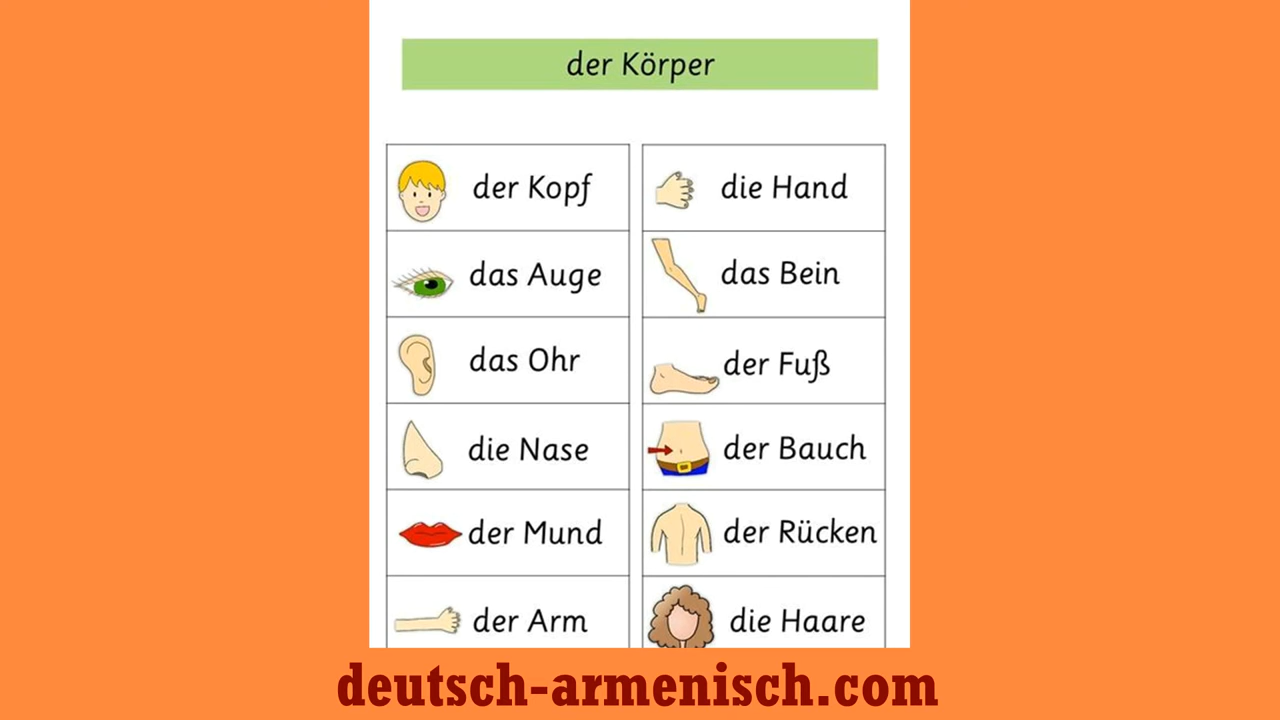 der Körper
der Kopf
das Auge
das Ohr
die Nase
der Mund
der Arm
die Hand
das Bein
der Fuß
der Bauch
der Rücken
die Haare
deutsch-armenisch.com